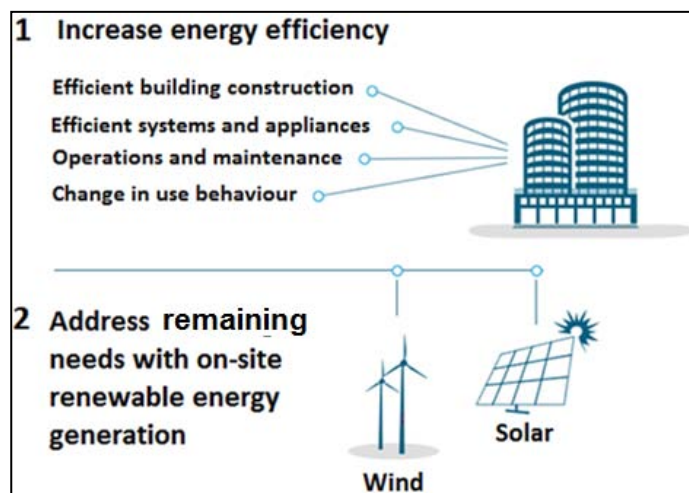 1 Increase energy efficiency
Efficient building construction
Efficient systems and appliances
Operations and maintenance
Change in use behaviour
2 Address remaining
needs with on-site
renewable energy
generation
Solar
Wind